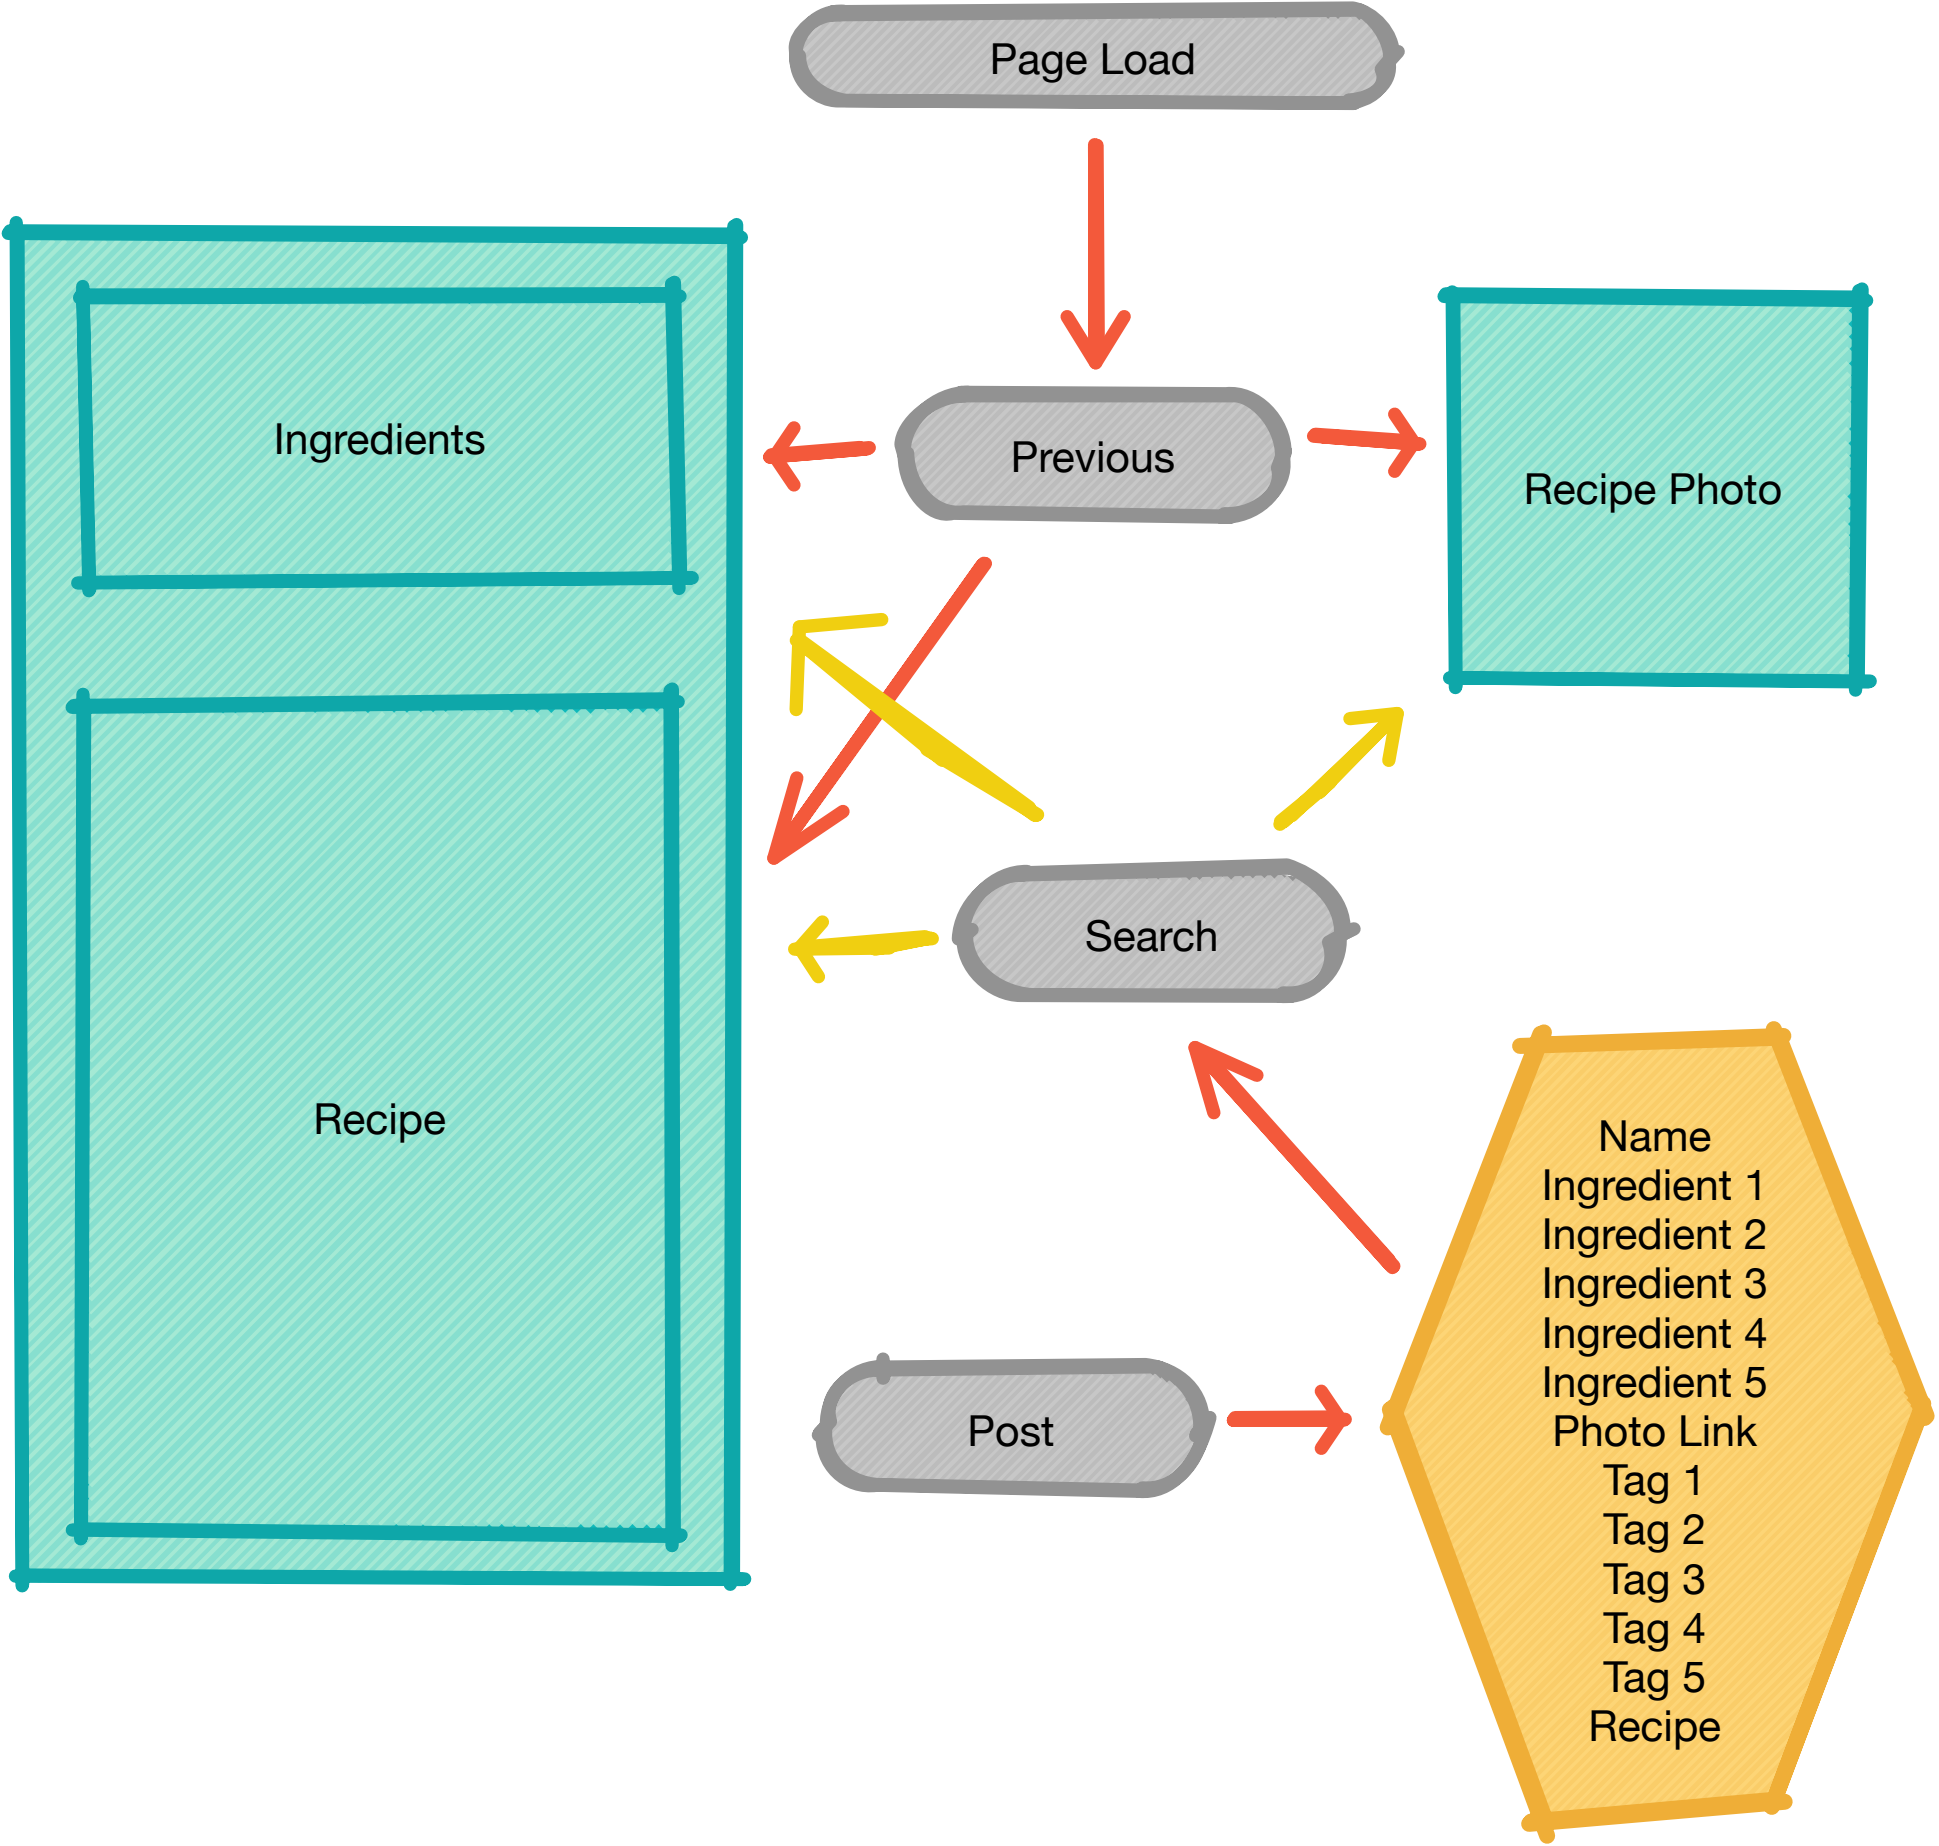 Page Load
Ingredients
Previous
Recipe Photo
Search
Recipe
Post
Name
Ingredient 1
Ingredient 2
Ingredient 3
Ingredient 4
Ingredient 5
Photo Link
Tag 1
Tag 2
Tag 3
Tag 4
Tag 5
Recipe